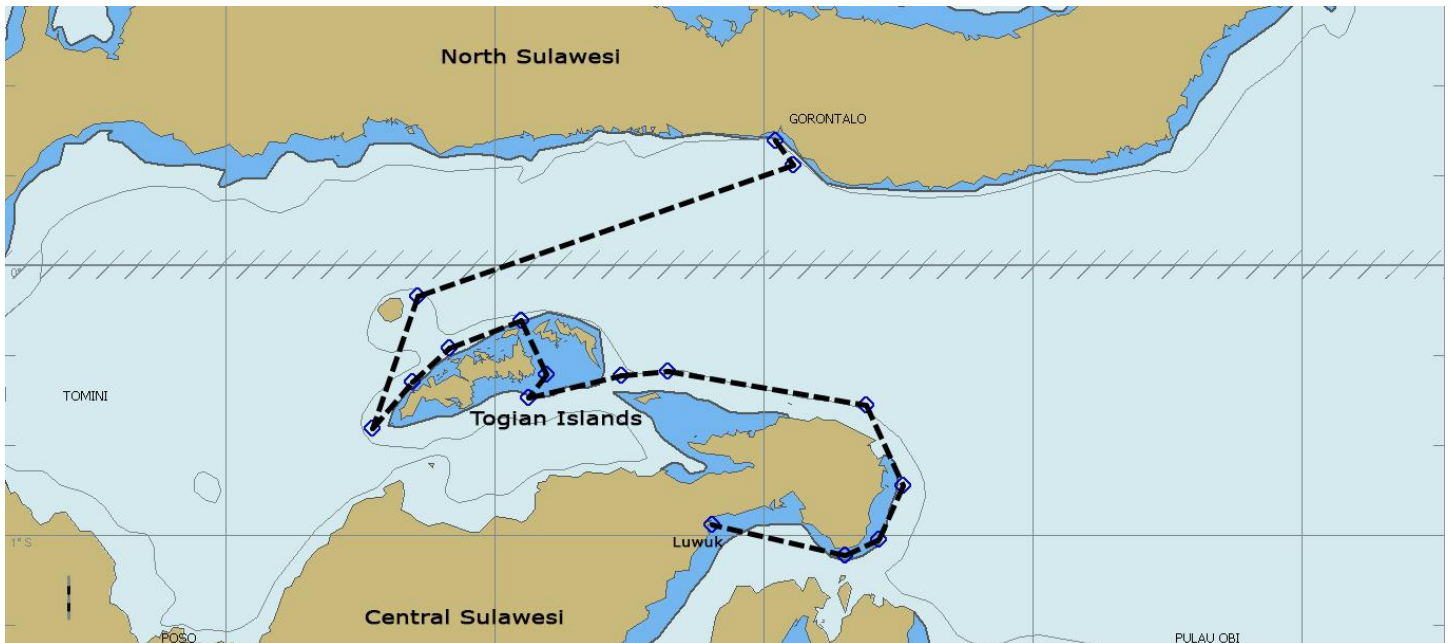 North Sulawesi
GORONTALO
0°
TOMINI
Togian Islands
Luwuk
1° S
Central Sulawesi
POSO
PULAU OBI